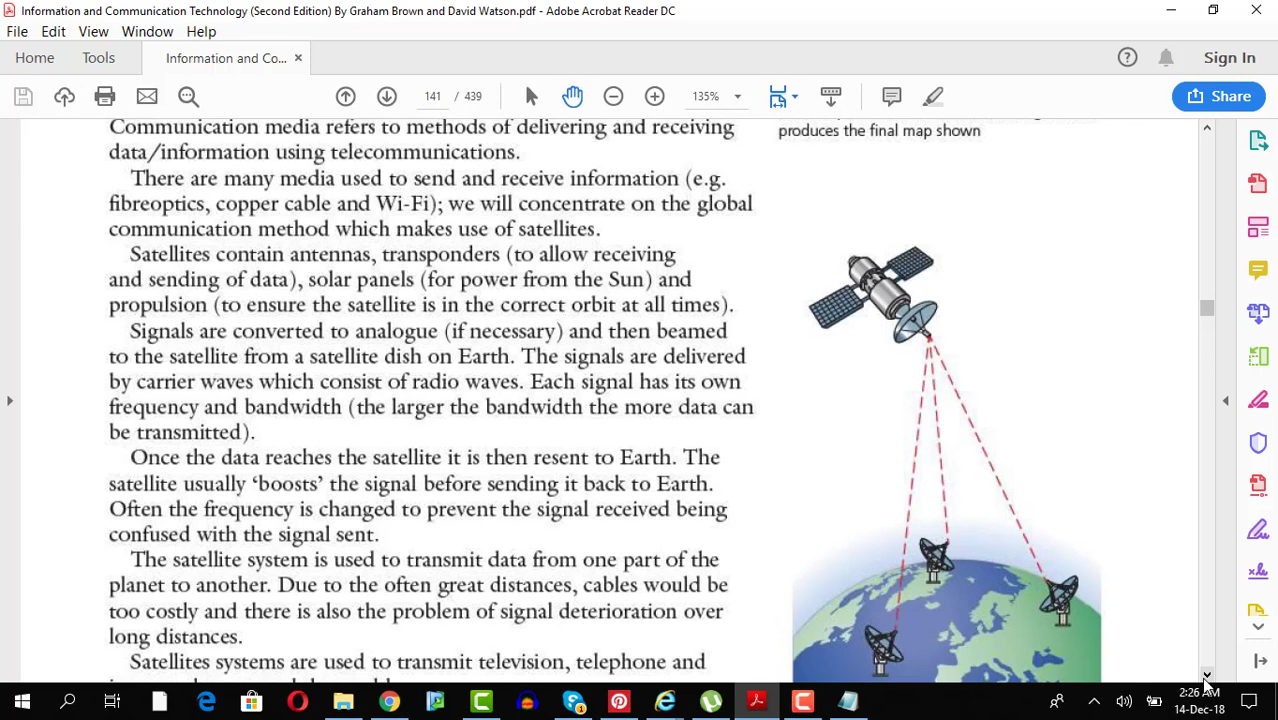 Information and Communication Technology (Second Edition) By Graham Brown and David Watson.pdf - Adobe Acrobat Reader DC
File Edit View Window Help
Home Tools Information and Co... × Sign In
141 / 439 135% Share
Communication media refers to methods of delivering and receiving
data/information using telecommunications.
There are many media used to send and receive information (e.g.
fibreoptics, copper cable and Wi-Fi); we will concentrate on the global
communication method which makes use of satellites.
Satellites contain antennas, transponders (to allow receiving
and sending of data), solar panels (for power from the Sun) and
propulsion (to ensure the satellite is in the correct orbit at all times).
Signals are converted to analogue (if necessary) and then beamed
to the satellite from a satellite dish on Earth. The signals are delivered
by carrier waves which consist of radio waves. Each signal has its own
frequency and bandwidth (the larger the bandwidth the more data can
be transmitted).
Once the data reaches the satellite it is then resent to Earth. The
satellite usually ‘boosts’ the signal before sending it back to Earth.
Often the frequency is changed to prevent the signal received being
confused with the signal sent.
The satellite system is used to transmit data from one part of the
planet to another. Due to the often great distances, cables would be
too costly and there is also the problem of signal deterioration over
long distances.
Satellites systems are used to transmit television, telephone and
produces the final map shown
2:26 AM
14-Dec-18